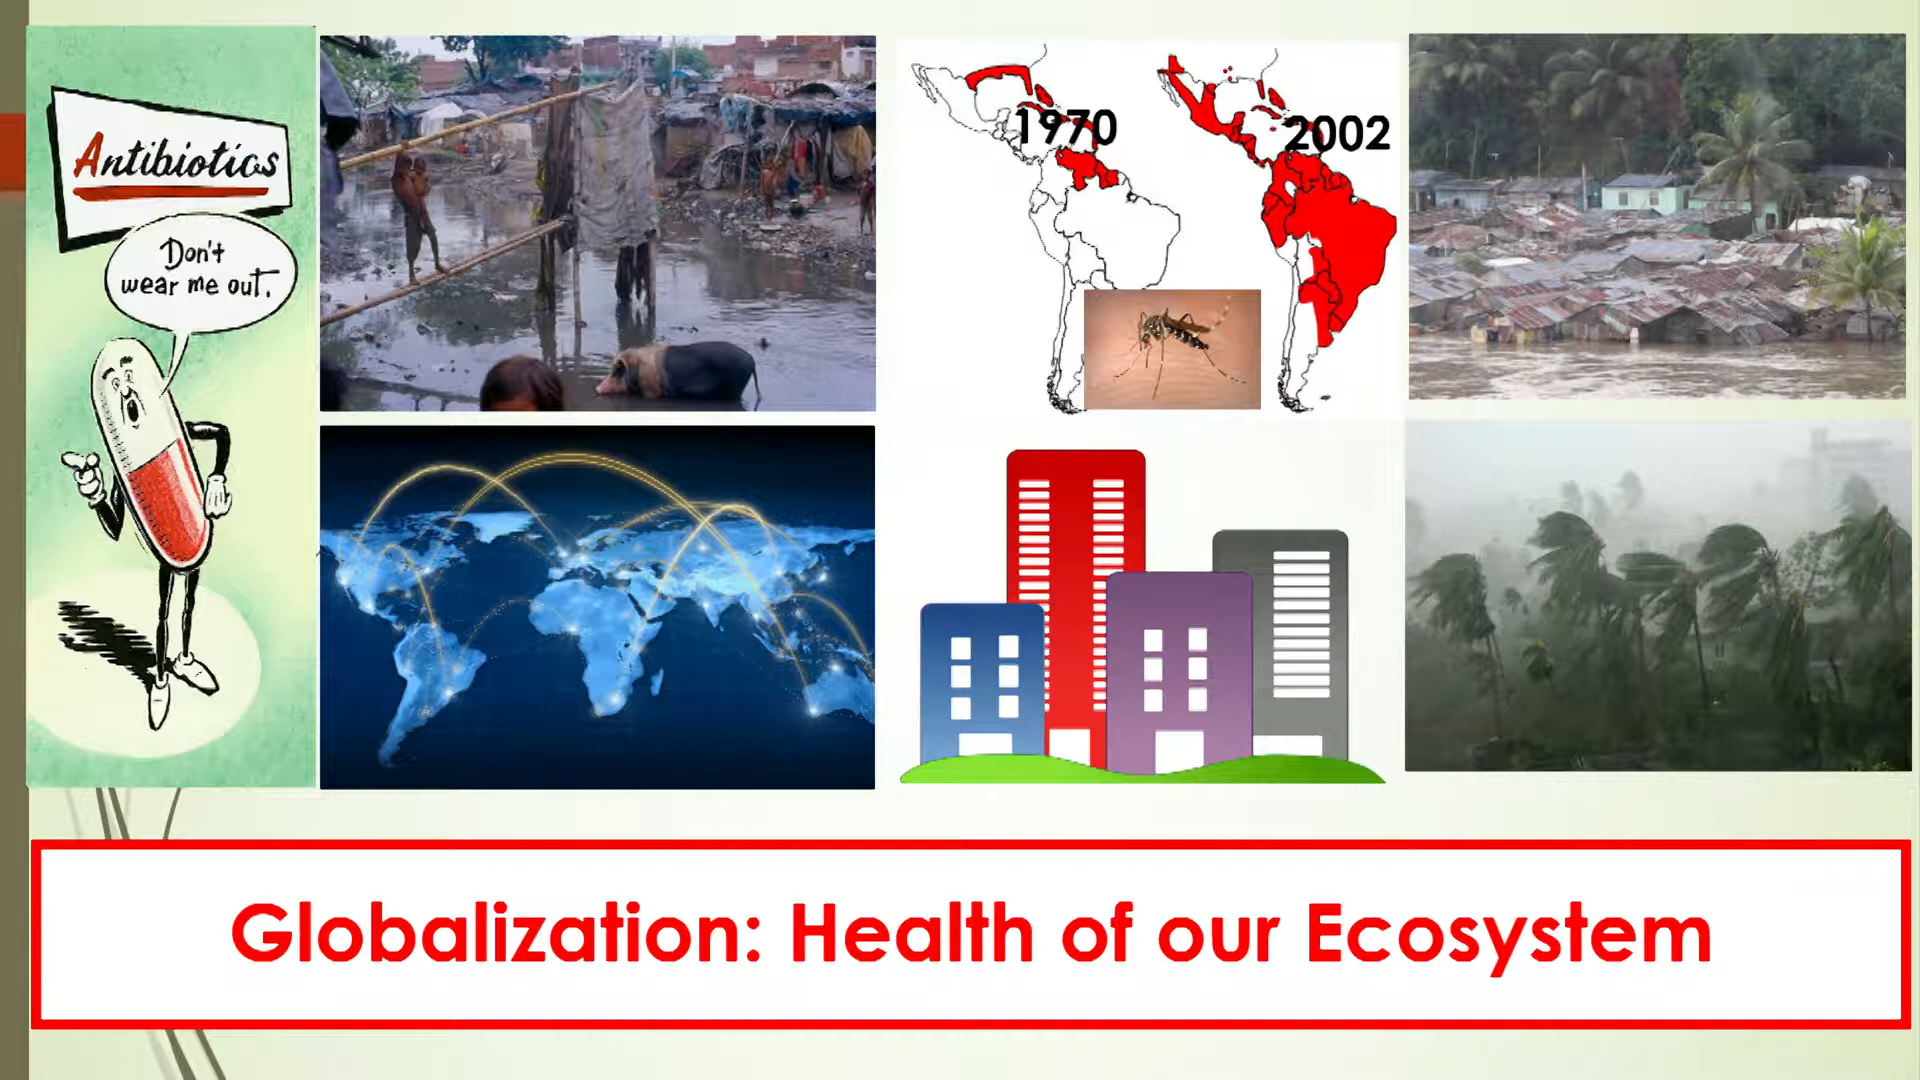 Antibiotics
Don't
wear me out.
1970
2002
Globalization: Health of our Ecosystem